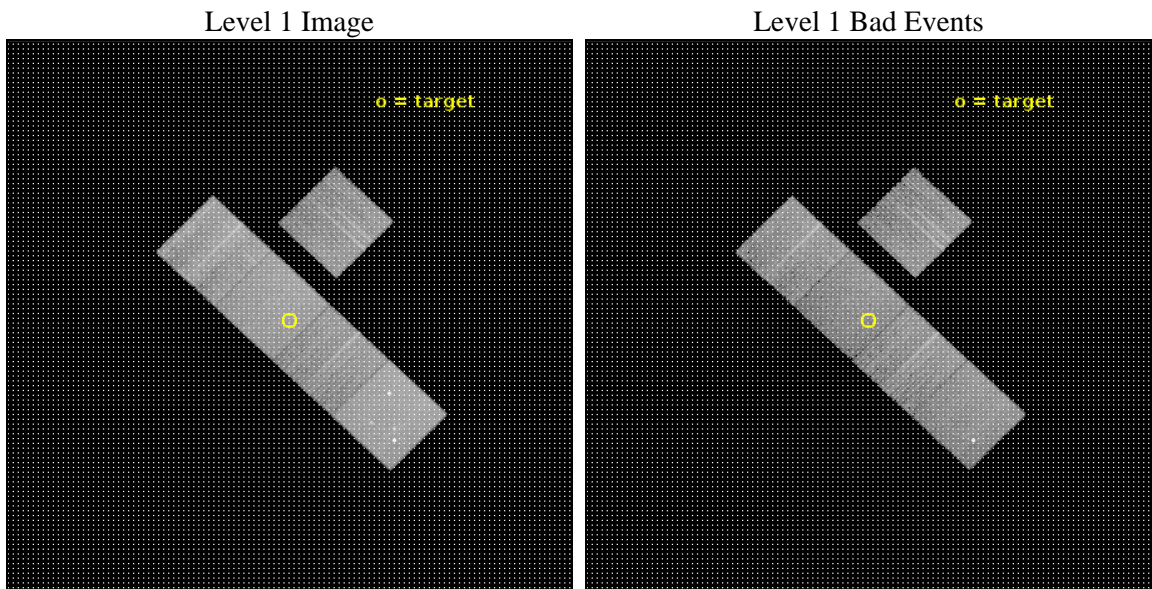 Level 1 Image
Level 1 Bad Events
o = target
o = target